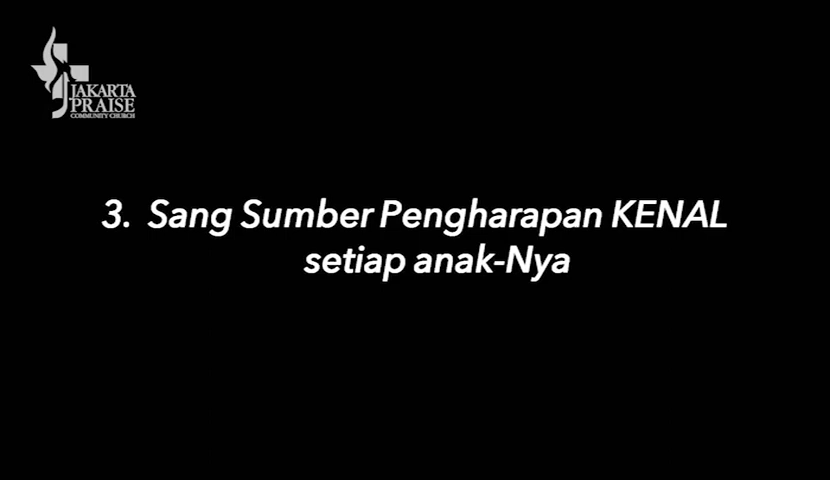 JAKARTA
PRAISE
COMMUNITY CHURCH
3. Sang Sumber Pengharapan KENAL
setiap anak-Nya